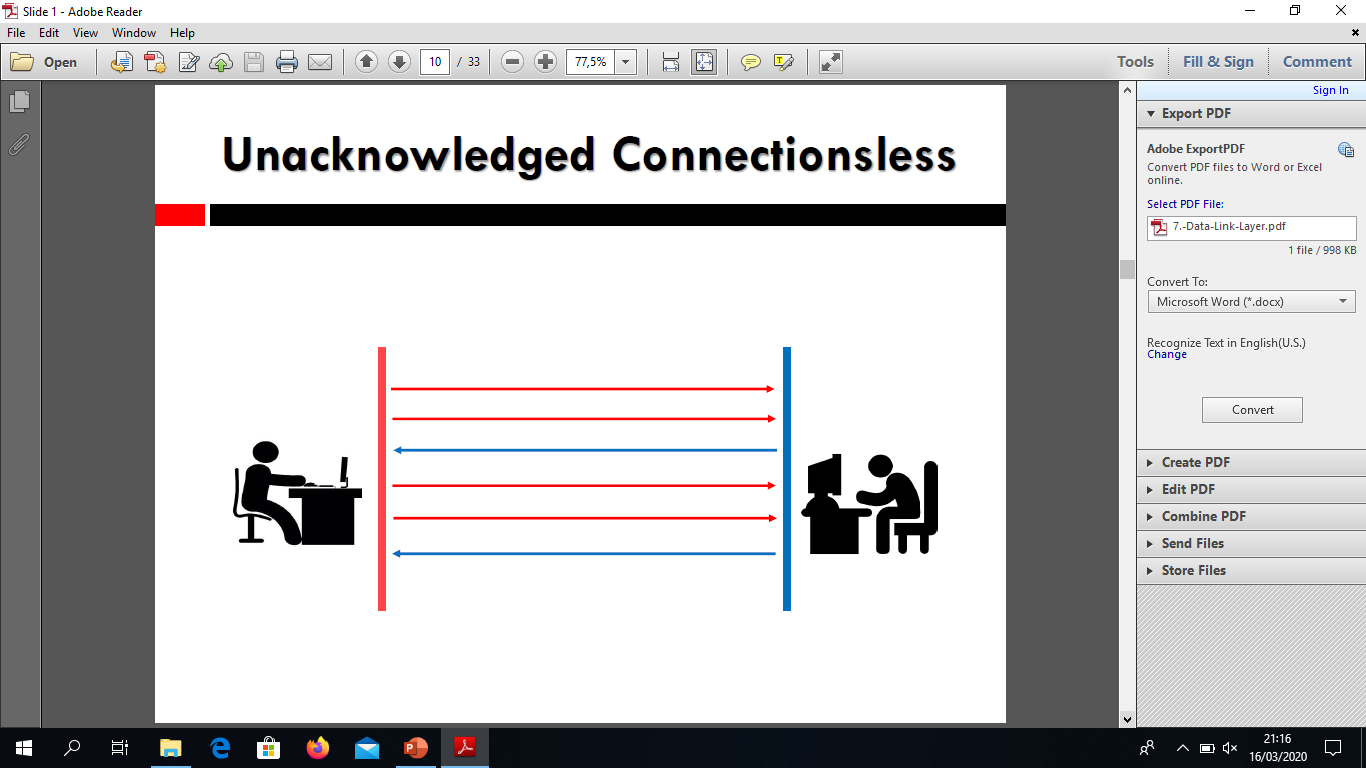 Slide 1 - Adobe Reader
File Edit View Window Help
Open 10 / 33 77,5% Tools Fill & Sign Comment
Sign In
Export PDF
Adobe ExportPDF
Convert PDF files to Word or Excel
online.
Select PDF File:
7.-Data-Link-Layer.pdf
1 file / 998 KB
Convert To:
Microsoft Word (*.docx)
Recognize Text in English(U.S.)
Change
Convert
Create PDF
Edit PDF
Combine PDF
Send Files
Store Files
Unacknowledged Connectionsless
21:16
16/03/2020